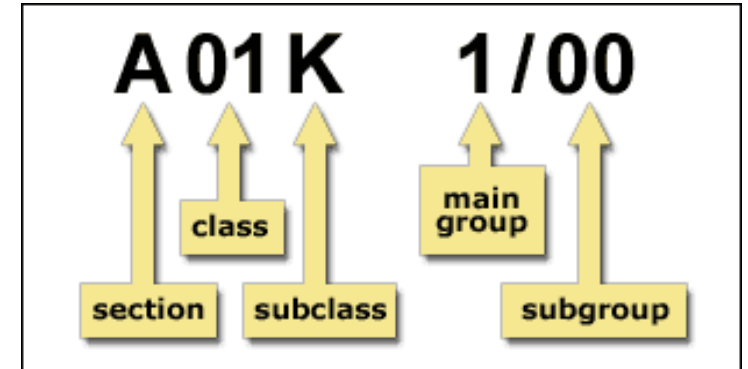 A 01 K 1 / 00
main
group
class
section
subclass
subgroup